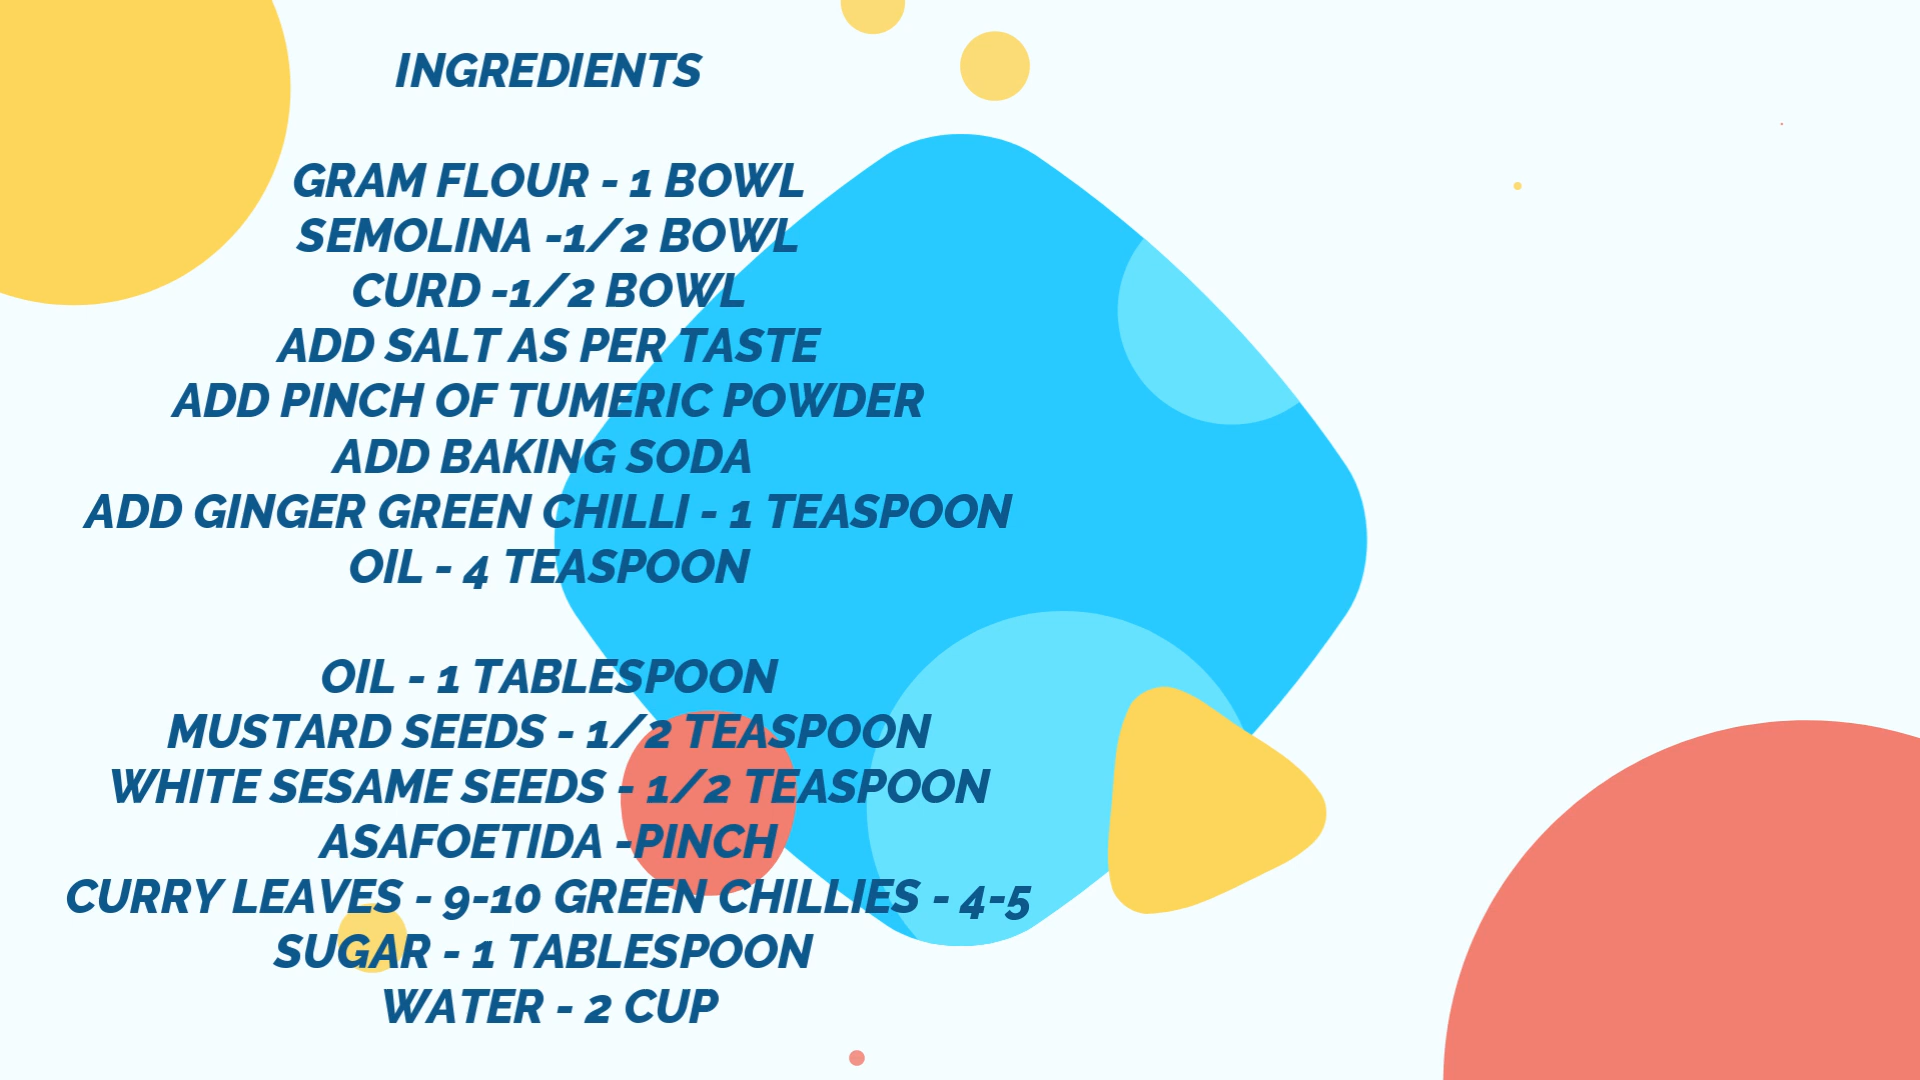 INGREDIENTS
GRAM FLOUR - 1 BOWL
SEMOLINA -1/2 BOWL
CURD -1/2 BOWL
ADD SALT AS PER TASTE
ADD PINCH OF TUMERIC POWDER
ADD BAKING SODA
ADD GINGER GREEN CHILLI - 1 TEASPOON
OIL - 4 TEASPOON
OIL - 1 TABLESPOON
MUSTARD SEEDS - 1/2 TEASPOON
WHITE SESAME SEEDS - 1/2 TEASPOON
ASAFOETIDA -PINCH
CURRY LEAVES - 9-10 GREEN CHILLIES - 4-5
SUGAR - 1 TABLESPOON
WATER - 2 CUP